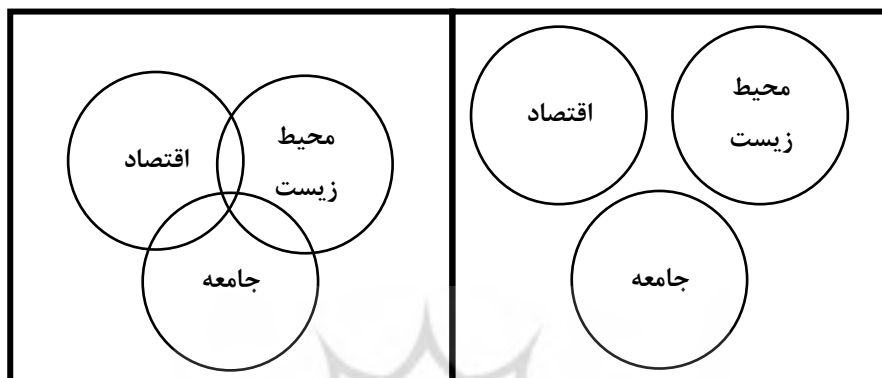 محیط
زیست
اقتصاد
جامعه
محیط
زیست
اقتصاد
جامعه